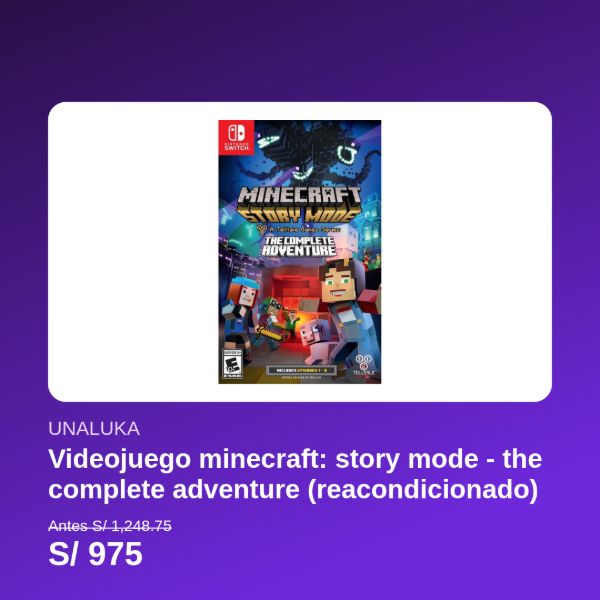 NINTENDO
SWITCH
MINECRAFT
STORY MODE
A Telltale Games Series
THE COMPLETE
ADVENTURE
E
INCLUDES EPISODES 1 - 8
TELLTALE
UNALUKA
Videojuego minecraft: story mode - the
complete adventure (reacondicionado)
Antes S/ 1,248.75
S/ 975